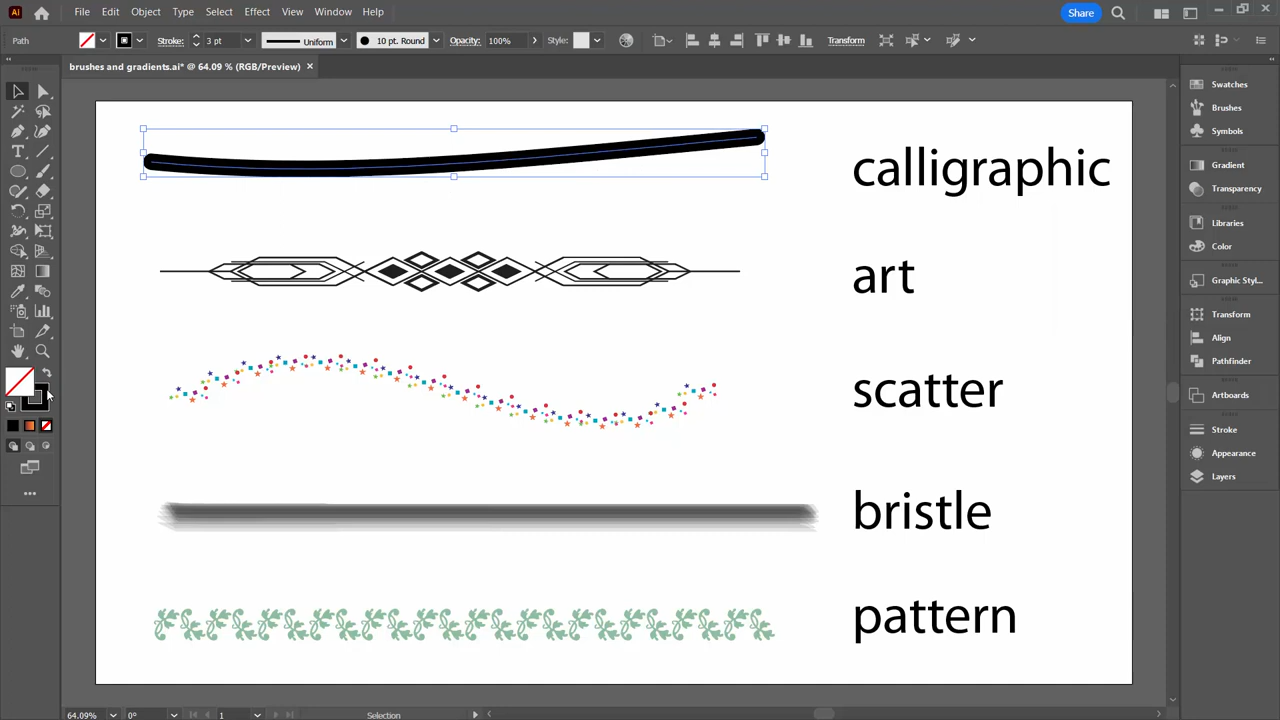 Ai File Edit Object Type Select Effect View Window Help Share
Path Stroke: 3 pt Uniform 10 pt. Round Opacity: 100% Style: Transform
brushes and gradients.ai* @ 64.09 % (RGB/Preview) ×
Swatches
Brushes
Symbols
Gradient
Transparency
Libraries
Color
Graphic Styl...
Transform
Align
Pathfinder
Artboards
Stroke
Appearance
Layers
calligraphic
art
scatter
bristle
pattern
64.09% 0° 1 Selection